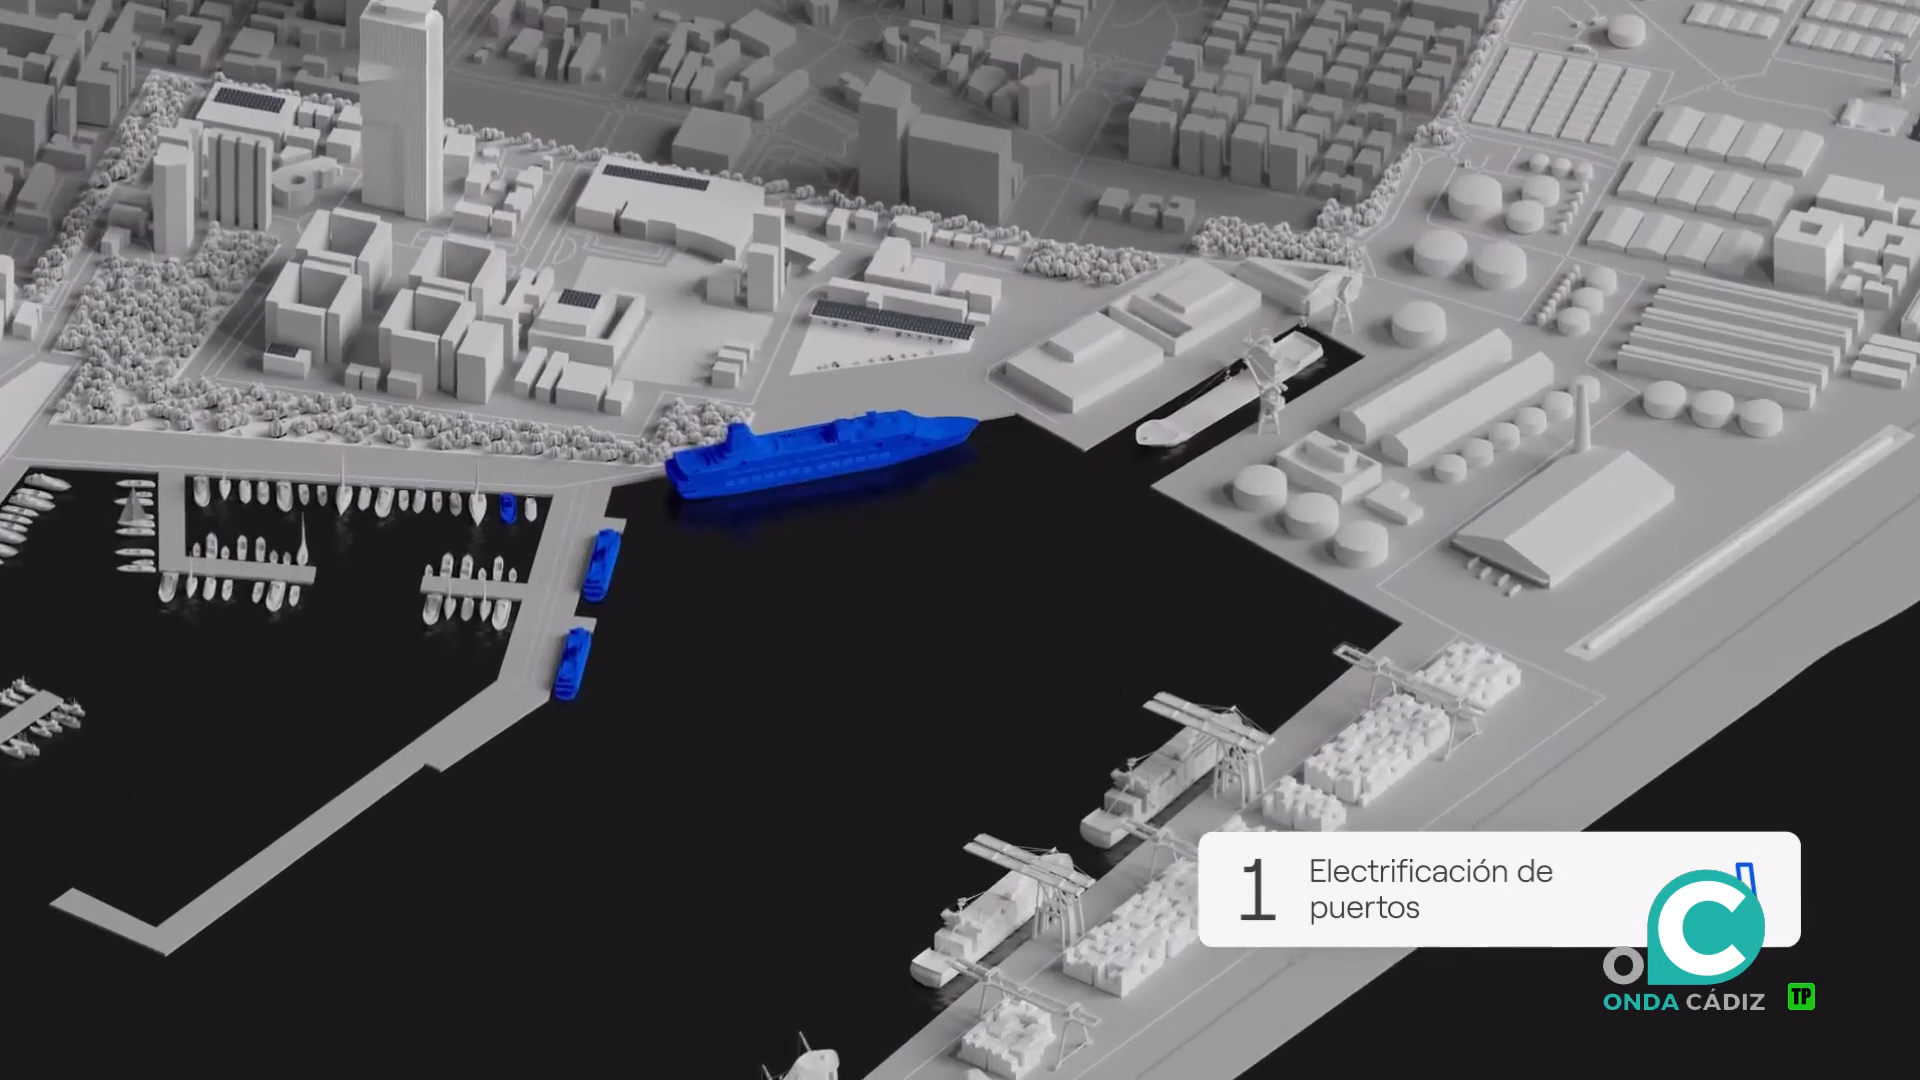 1
Electrificación de
puertos
ONDA CÁDIZ
TP